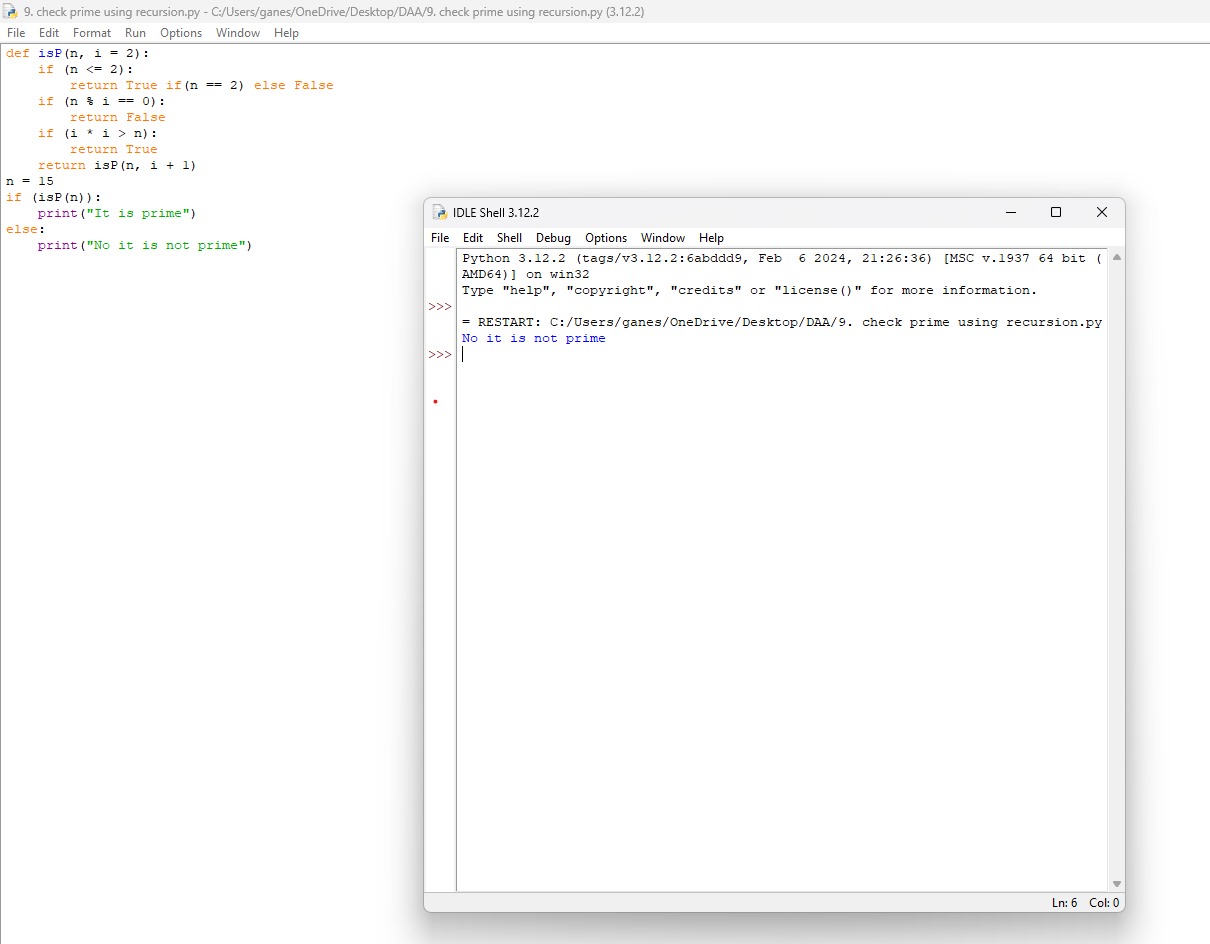 9. check prime using recursion.py - C:/Users/ganes/OneDrive/Desktop/DAA/9. check prime using recursion.py (3.12.2)
File Edit Format Run Options Window Help
def isP(n, i = 2):
    if (n <= 2):
        return True if(n == 2) else False
    if (n % i == 0):
        return False
    if (i * i > n):
        return True
    return isP(n, i + 1)
n = 15
if (isP(n)):
    print("It is prime")
else:
    print("No it is not prime")
IDLE Shell 3.12.2
File Edit Shell Debug Options Window Help
Python 3.12.2 (tags/v3.12.2:6abddd9, Feb  6 2024, 21:26:36) [MSC v.1937 64 bit (
AMD64)] on win32
Type "help", "copyright", "credits" or "license()" for more information.
>>>
= RESTART: C:/Users/ganes/OneDrive/Desktop/DAA/9. check prime using recursion.py
No it is not prime
>>>
Ln: 6 Col: 0